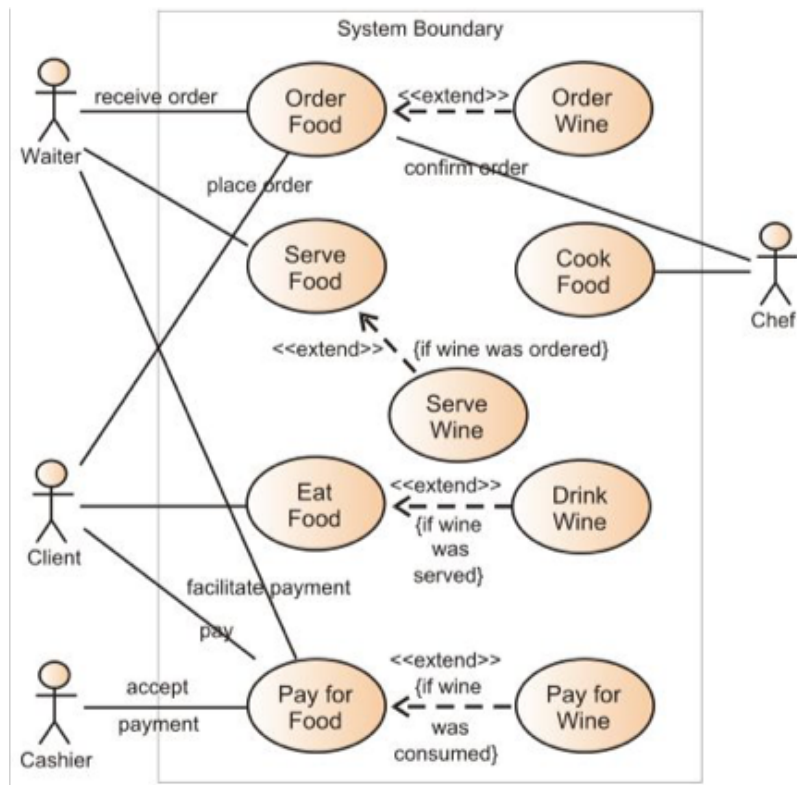 System Boundary
receive order
Order
Food
<<extend>>
Order
Wine
Waiter
place order
confirm order
Serve
Food
Cook
Food
Chef
<<extend>>
{if wine was ordered}
Serve
Wine
Eat
Food
<<extend>>
{if wine
was
served}
Drink
Wine
Client
facilitate payment
pay
accept
payment
Pay for
Food
<<extend>>
{if wine
was
consumed}
Pay for
Wine
Cashier